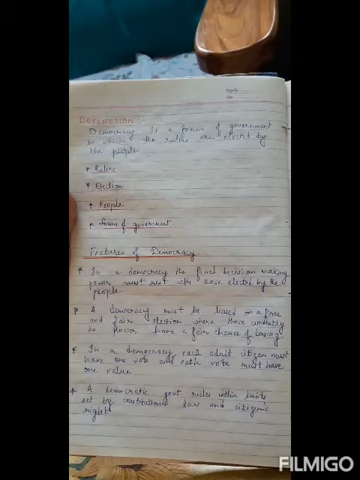 DEFINITION :
Democracy is a form of government
in which the rulers are elected by
the people.
* Rulers
* Election
* People
* form of government.
Features of Democracy.
* In a democracy the final decision making
power must rest with those elected by the
people.
* A democracy must be based on a free
and fair election where those currently
in power have a fair chance of losing.
* In a democracy each adult citizen must
have one vote and each vote must have
one value.
* A democratic govt rules within limits
set by constitutional law and citizens
rights
FILMIGO